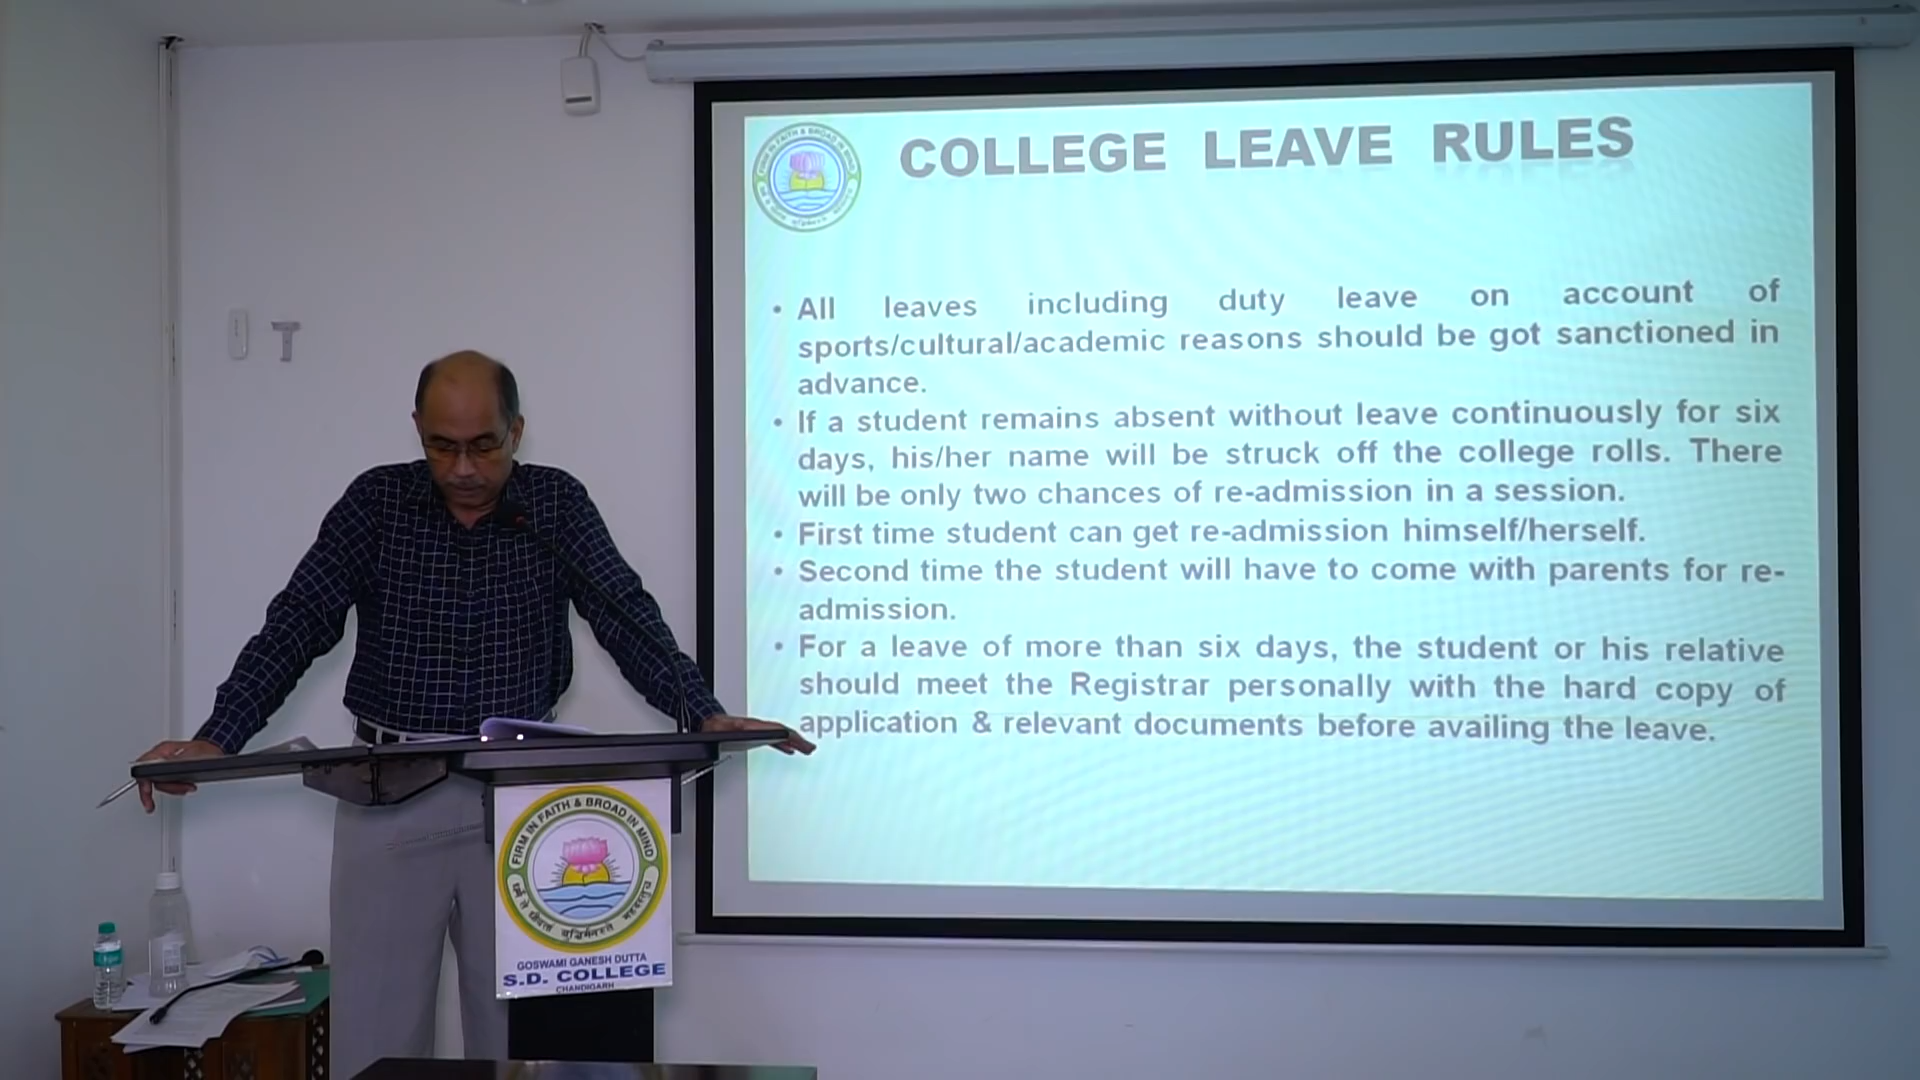 COLLEGE LEAVE RULES
FIRM IN FAITH & BROAD IN MIND
• All leaves including duty leave on account of
sports/cultural/academic reasons should be got sanctioned in
advance.
• If a student remains absent without leave continuously for six
days, his/her name will be struck off the college rolls. There
will be only two chances of re-admission in a session.
• First time student can get re-admission himself/herself.
• Second time the student will have to come with parents for re-
admission.
• For a leave of more than six days, the student or his relative
should meet the Registrar personally with the hard copy of
application & relevant documents before availing the leave.
FIRM IN FAITH & BROAD IN MIND
GOSWAMI GANESH DUTTA
S.D. COLLEGE
CHANDIGARH